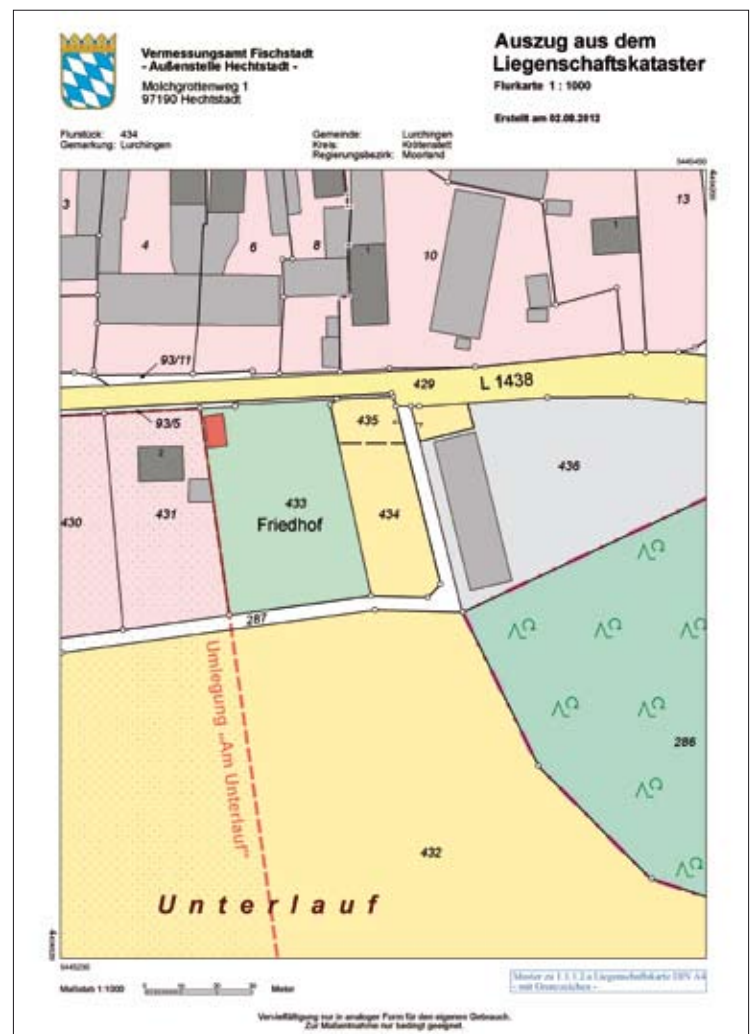 Vermessungsamt Fischstadt
- Außenstelle Hechtstadt -
Molchgrottenweg 1
97190 Hechtstadt
Auszug aus dem
Liegenschaftskataster
Flurkarte 1 : 1000
Erstellt am 02.08.2012
Flurstück: 434
Gemarkung: Lurchingen
Gemeinde: Lurchingen
Kreis: Krötenstett
Regierungsbezirk: Moorland
5445450
3
4
6
8
1
10
1
13
93/11
429
L 1438
93/5
435
2
430
431
433
Friedhof
434
436
287
Umlegung „Am Unterlauf“
286
432
Unterlauf
5445230
Maßstab 1:1000
Meter
Muster zu 1.1.1.2.a Liegenschaftskarte DIN A4
- mit Grenzzeichen -
Vervielfältigung nur in analoger Form für den eigenen Gebrauch.
Zur Maßentnahme nur bedingt geeignet.